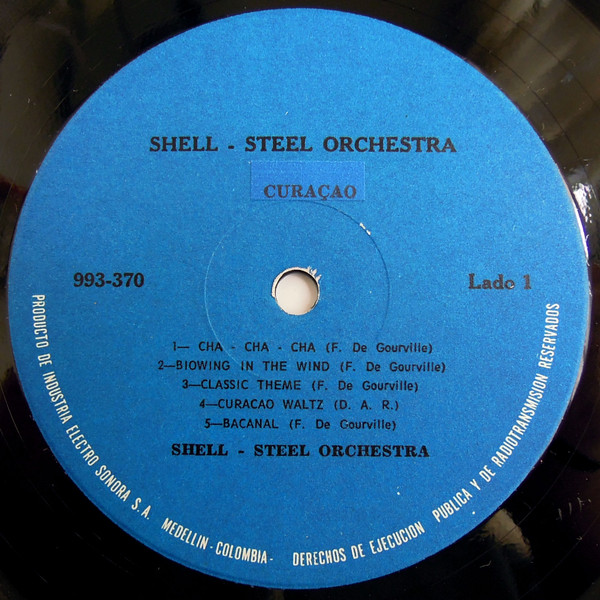 SHELL - STEEL ORCHESTRA
CURAÇAO
993-370
Lado 1
1— CHA - CHA - CHA (F. De Gourville)
2—BIOWING IN THE WIND (F. De Gourville)
3—CLASSIC THEME (F. De Gourville)
4—CURACAO WALTZ (D. A. R.)
5—BACANAL (F. De Gourville)
SHELL - STEEL ORCHESTRA
PRODUCTO DE INDUSTRIA ELECTRO SONORA S.A. MEDELLIN-COLOMBIA- DERECHOS DE EJECUCION PUBLICA Y DE RADIOTRANSMISION RESERVADOS